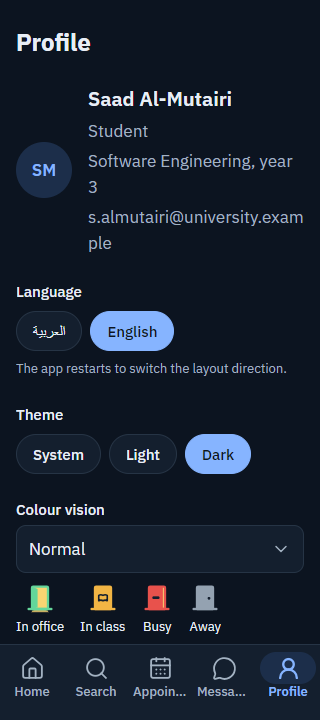 Profile
Saad Al-Mutairi
Student
Software Engineering, year
3
SM
s.almutairi@university.exam
ple
Language
العربية English
The app restarts to switch the layout direction.
Theme
System Light Dark
Colour vision
Normal
In office In class Busy Away
Home Search Appoin... Messa... Profile